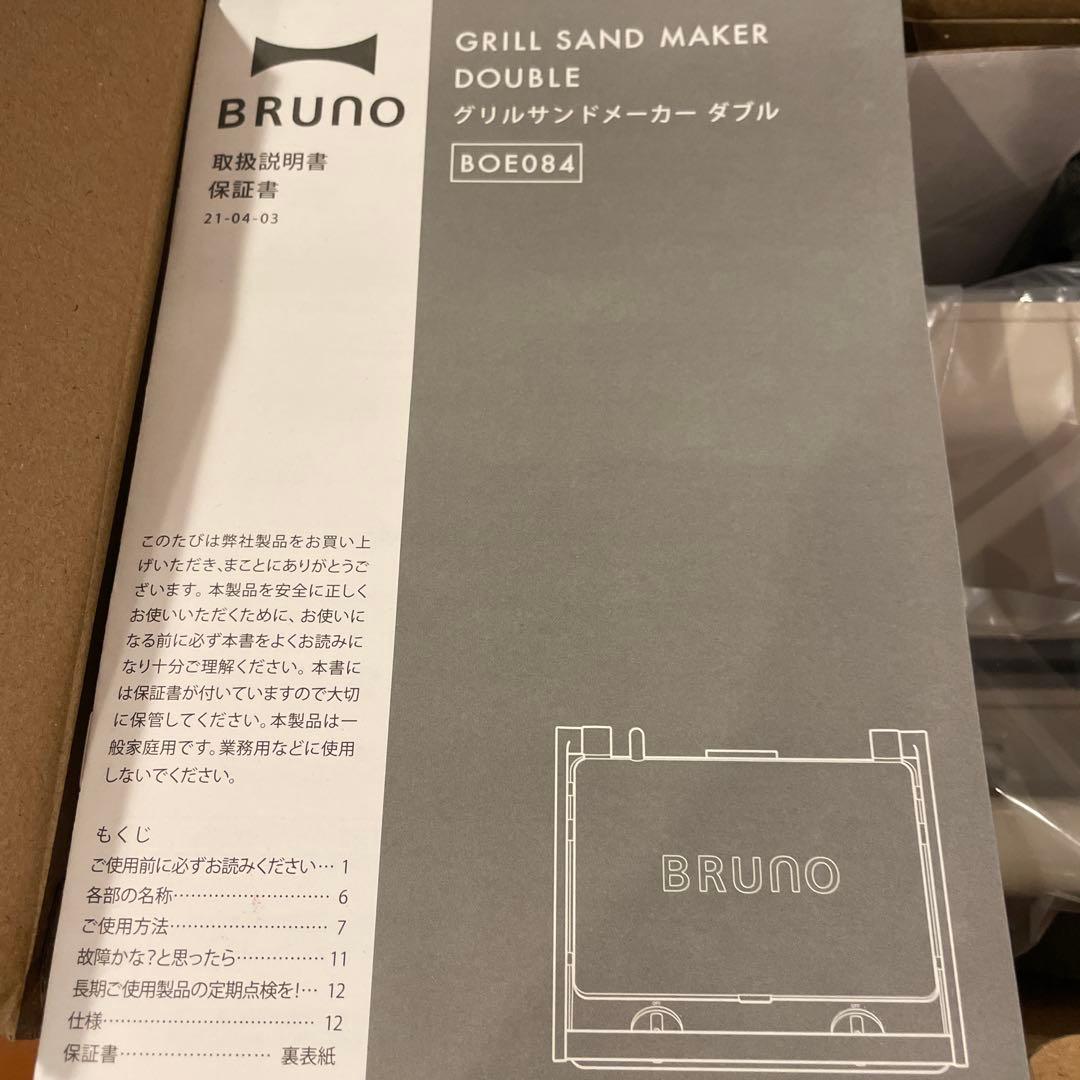 BRUNO
取扱説明書
保証書
21-04-03
GRILL SAND MAKER
DOUBLE
グリルサンドメーカー ダブル
BOE084
このたびは弊社製品をお買い上
げいただき、まことにありがとうご
ざいます。本製品を安全に正しく
お使いいただくために、お使いに
なる前に必ず本書をよくお読みに
なり十分ご理解ください。本書に
は保証書が付いていますので大切
に保管してください。本製品は一
般家庭用です。業務用などに使用
しないでください。
もくじ
ご使用前に必ずお読みください… 1
各部の名称………………………… 6
ご使用方法………………………… 7
故障かな?と思ったら…………… 11
長期ご使用製品の定期点検を!… 12
仕様……………………………… 12
保証書…………………… 裏表紙
BRUNO
OFF
OFF